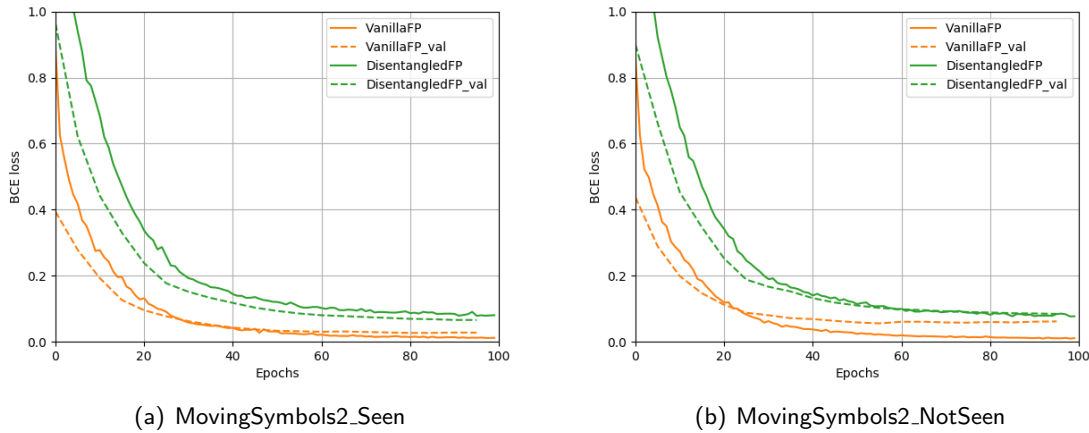 1.0
0.8
0.6
0.4
0.2
0.0
BCE loss
0 20 40 60 80 100
Epochs
VanillaFP
VanillaFP_val
DisentangledFP
DisentangledFP_val
(a) MovingSymbols2_Seen
1.0
0.8
0.6
0.4
0.2
0.0
BCE loss
0 20 40 60 80 100
Epochs
VanillaFP
VanillaFP_val
DisentangledFP
DisentangledFP_val
(b) MovingSymbols2_NotSeen